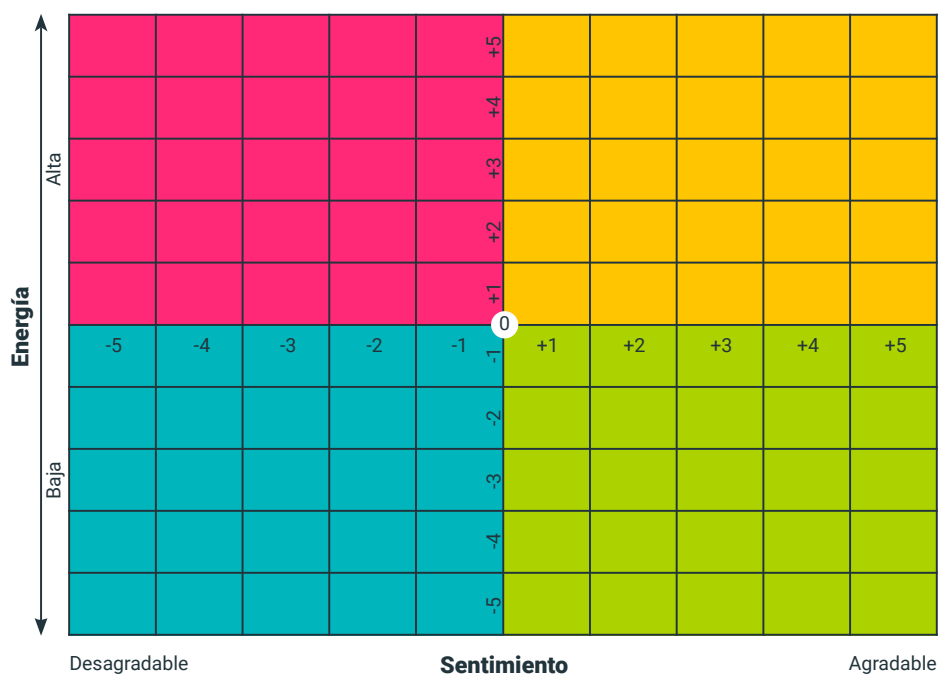 +5
+4
Alta
+3
+2
+1
Energía
0
-5 -4 -3 -2 -1 +1 +2 +3 +4 +5
-1
-2
Baja
-3
-4
-5
Desagradable Sentimiento Agradable